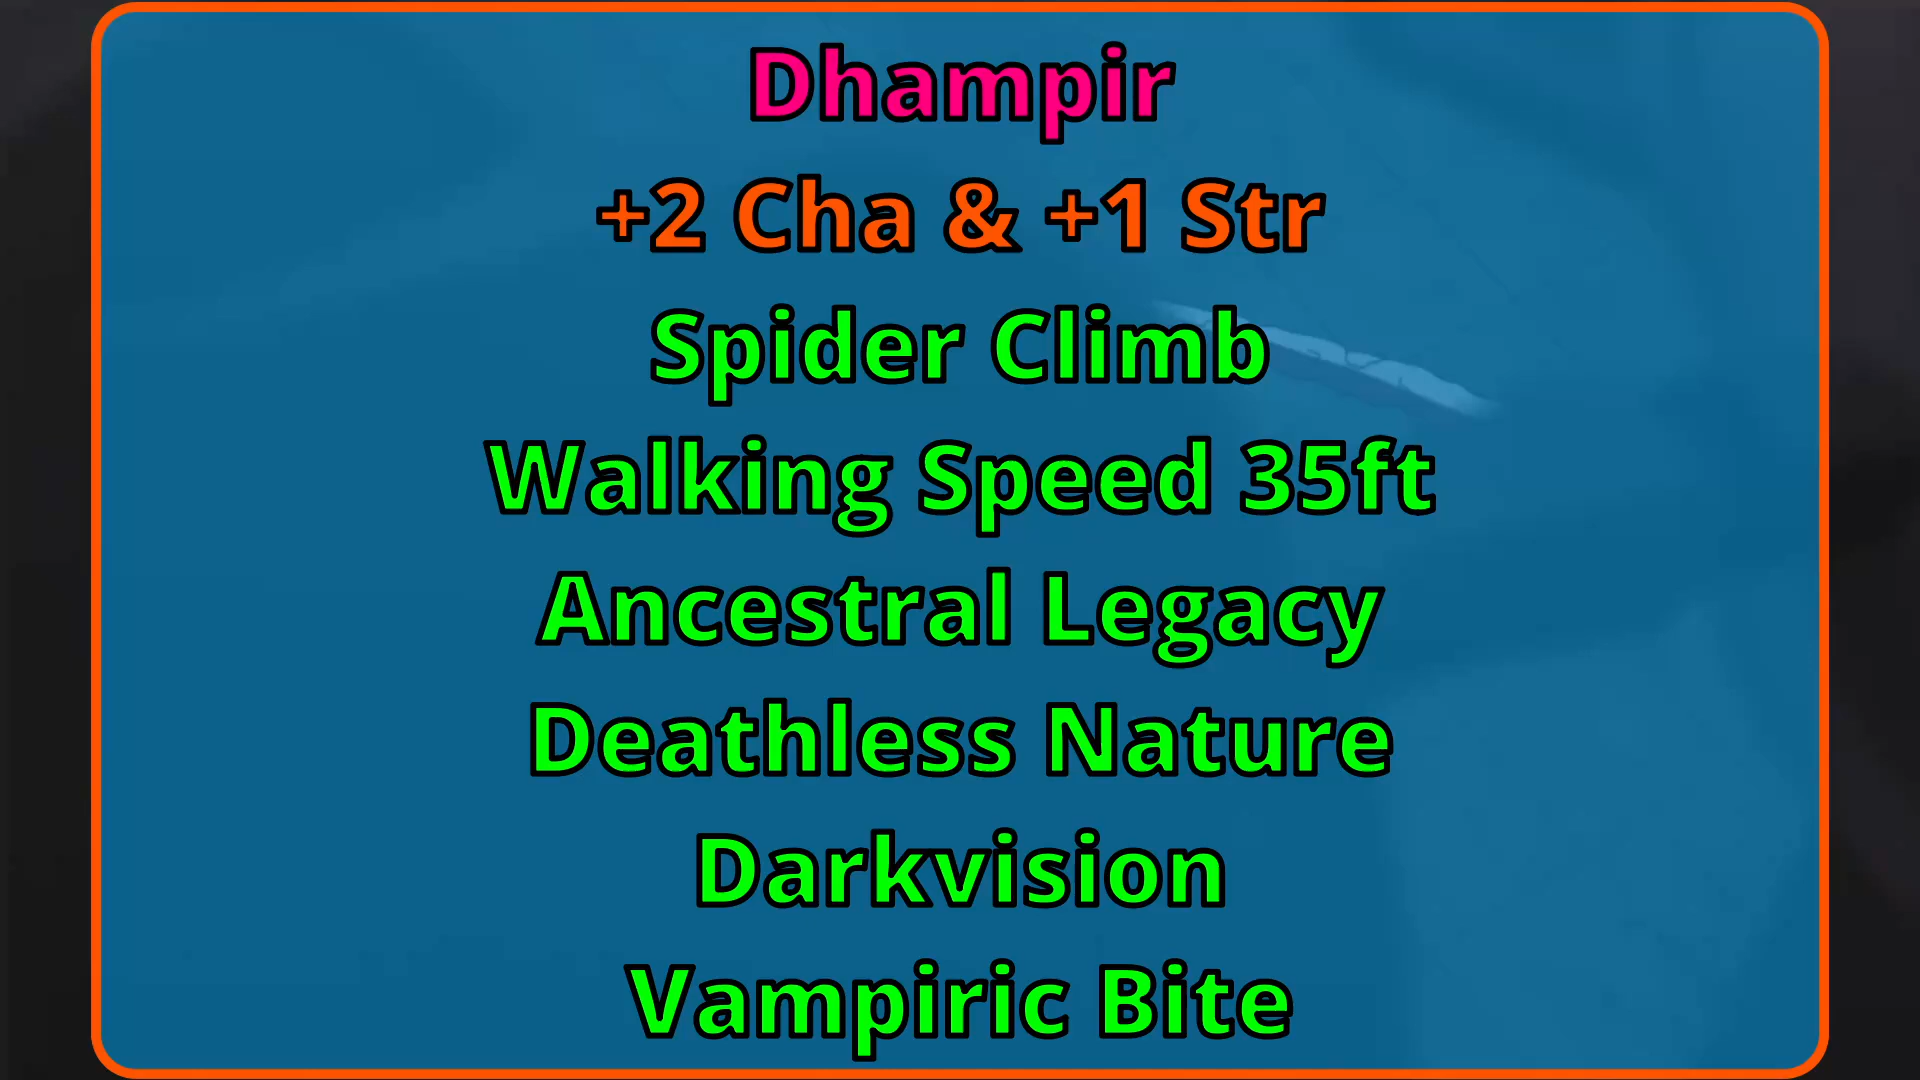 Dhampir
+2 Cha & +1 Str
Spider Climb
Walking Speed 35ft
Ancestral Legacy
Deathless Nature
Darkvision
Vampiric Bite